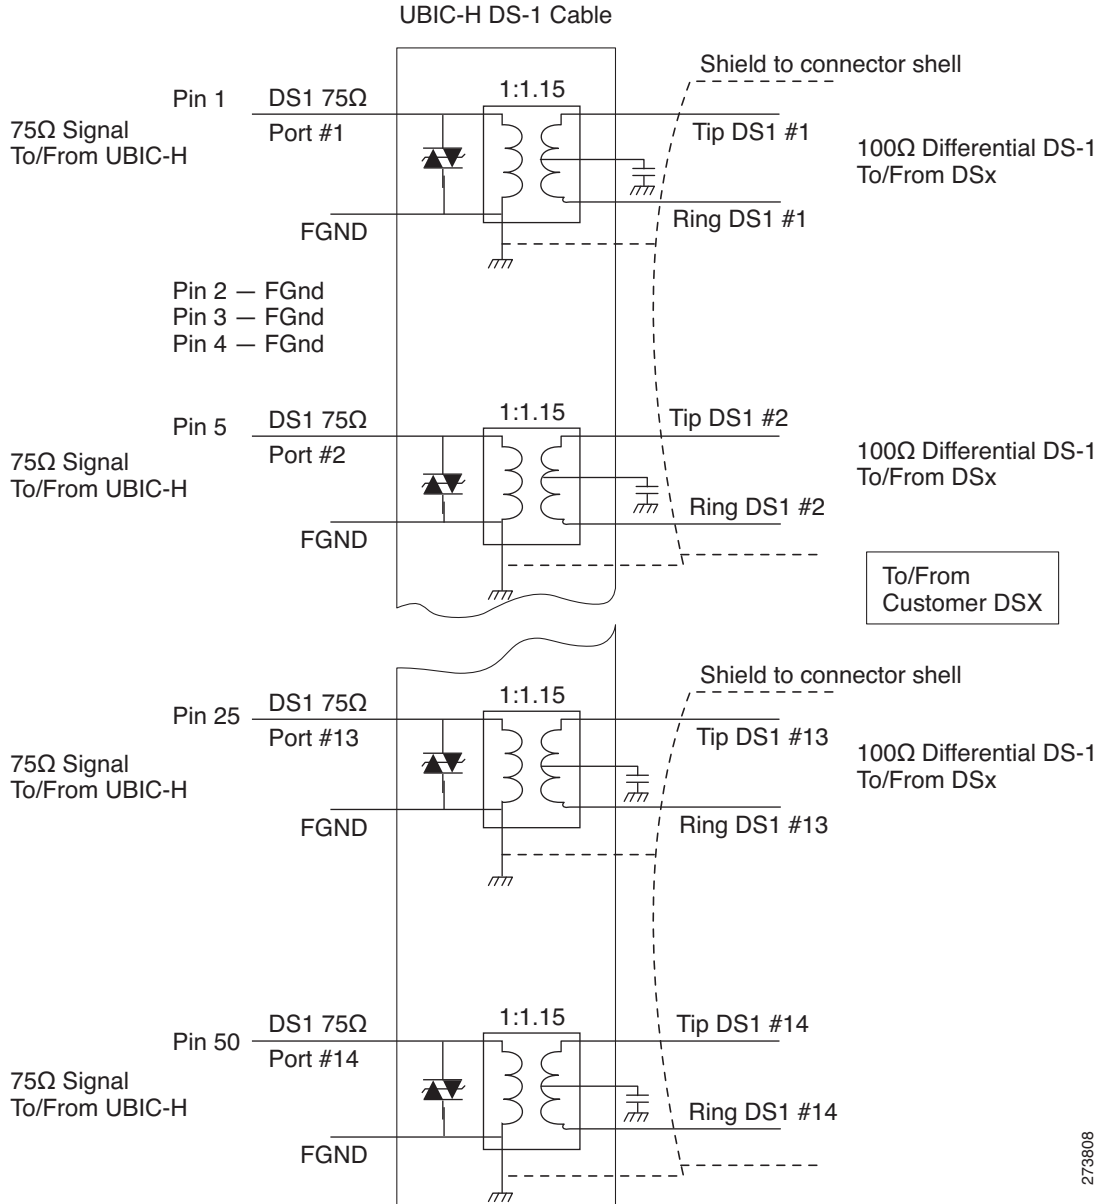 UBIC-H DS-1 Cable
Shield to connector shell
Pin 1
DS1 75Ω
1:1.15
75Ω Signal
To/From UBIC-H
Port #1
Tip DS1 #1
100Ω Differential DS-1
To/From DSx
FGND
Ring DS1 #1
Pin 2 — FGnd
Pin 3 — FGnd
Pin 4 — FGnd
Pin 5
DS1 75Ω
1:1.15
Tip DS1 #2
75Ω Signal
To/From UBIC-H
Port #2
100Ω Differential DS-1
To/From DSx
FGND
Ring DS1 #2
To/From
Customer DSX
Shield to connector shell
Pin 25
DS1 75Ω
1:1.15
75Ω Signal
To/From UBIC-H
Port #13
Tip DS1 #13
100Ω Differential DS-1
To/From DSx
FGND
Ring DS1 #13
Pin 50
DS1 75Ω
1:1.15
Tip DS1 #14
75Ω Signal
To/From UBIC-H
Port #14
FGND
Ring DS1 #14
273808